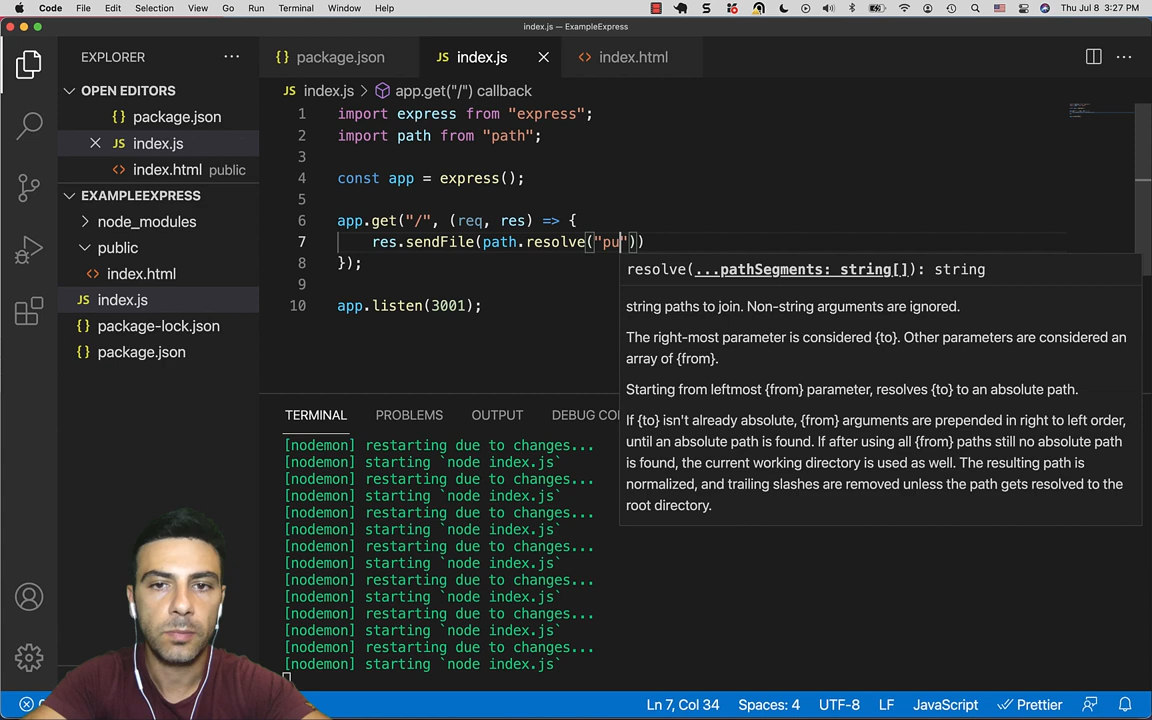 Code File Edit Selection View Go Run Terminal Window Help Thu Jul 8 3:27 PM
index.js — ExampleExpress
EXPLORER
{} package.json JS index.js <> index.html
OPEN EDITORS
{} package.json
JS index.js
<> index.html public
EXAMPLEEXPRESS
node_modules
public
<> index.html
JS index.js
{} package-lock.json
{} package.json
JS index.js > app.get("/") callback
1 import express from "express";
2 import path from "path";
3
4 const app = express();
5
6 app.get("/", (req, res) => {
7 res.sendFile(path.resolve("pu"))
8 });
9
10 app.listen(3001);
resolve(...pathSegments: string[]): string
string paths to join. Non-string arguments are ignored.
The right-most parameter is considered {to}. Other parameters are considered an
array of {from}.
Starting from leftmost {from} parameter, resolves {to} to an absolute path.
If {to} isn't already absolute, {from} arguments are prepended in right to left order,
until an absolute path is found. If after using all {from} paths still no absolute path
is found, the current working directory is used as well. The resulting path is
normalized, and trailing slashes are removed unless the path gets resolved to the
root directory.
TERMINAL PROBLEMS OUTPUT DEBUG CO
[nodemon] restarting due to changes...
[nodemon] starting `node index.js`
[nodemon] restarting due to changes...
[nodemon] starting `node index.js`
[nodemon] restarting due to changes...
[nodemon] starting `node index.js`
[nodemon] restarting due to changes...
[nodemon] starting `node index.js`
[nodemon] restarting due to changes...
[nodemon] starting `node index.js`
[nodemon] restarting due to changes...
[nodemon] starting `node index.js`
[nodemon] restarting due to changes...
[nodemon] starting `node index.js`
Ln 7, Col 34 Spaces: 4 UTF-8 LF JavaScript Prettier